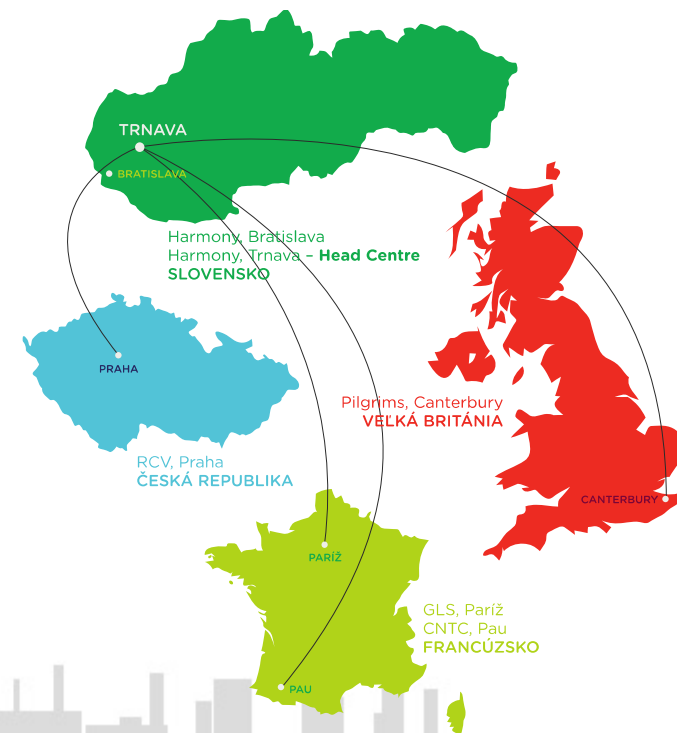 TRNAVA
BRATISLAVA
Harmony, Bratislava
Harmony, Trnava – Head Centre
SLOVENSKO
PRAHA
RCV, Praha
ČESKÁ REPUBLIKA
Pilgrims, Canterbury
VEĽKÁ BRITÁNIA
CANTERBURY
PARÍŽ
GLS, Paríž
CNTC, Pau
FRANCÚZSKO
PAU